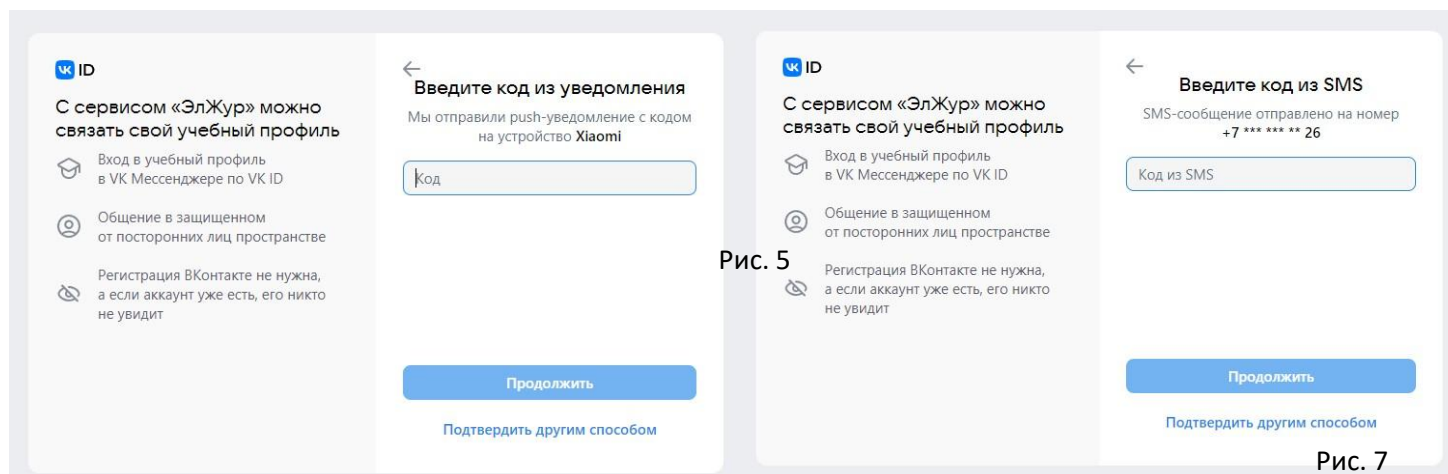 VK ID
С сервисом «ЭлЖур» можно
связать свой учебный профиль
Вход в учебный профиль
в VK Мессенджере по VK ID
Общение в защищенном
от посторонних лиц пространстве
Регистрация ВКонтакте не нужна,
а если аккаунт уже есть, его никто
не увидит
Введите код из уведомления
Мы отправили push-уведомление с кодом
на устройство Xiaomi
Код
Продолжить
Подтвердить другим способом
Рис. 5
VK ID
С сервисом «ЭлЖур» можно
связать свой учебный профиль
Вход в учебный профиль
в VK Мессенджере по VK ID
Общение в защищенном
от посторонних лиц пространстве
Регистрация ВКонтакте не нужна,
а если аккаунт уже есть, его никто
не увидит
Введите код из SMS
SMS-сообщение отправлено на номер
+7 *** *** ** 26
Код из SMS
Продолжить
Подтвердить другим способом
Рис. 7